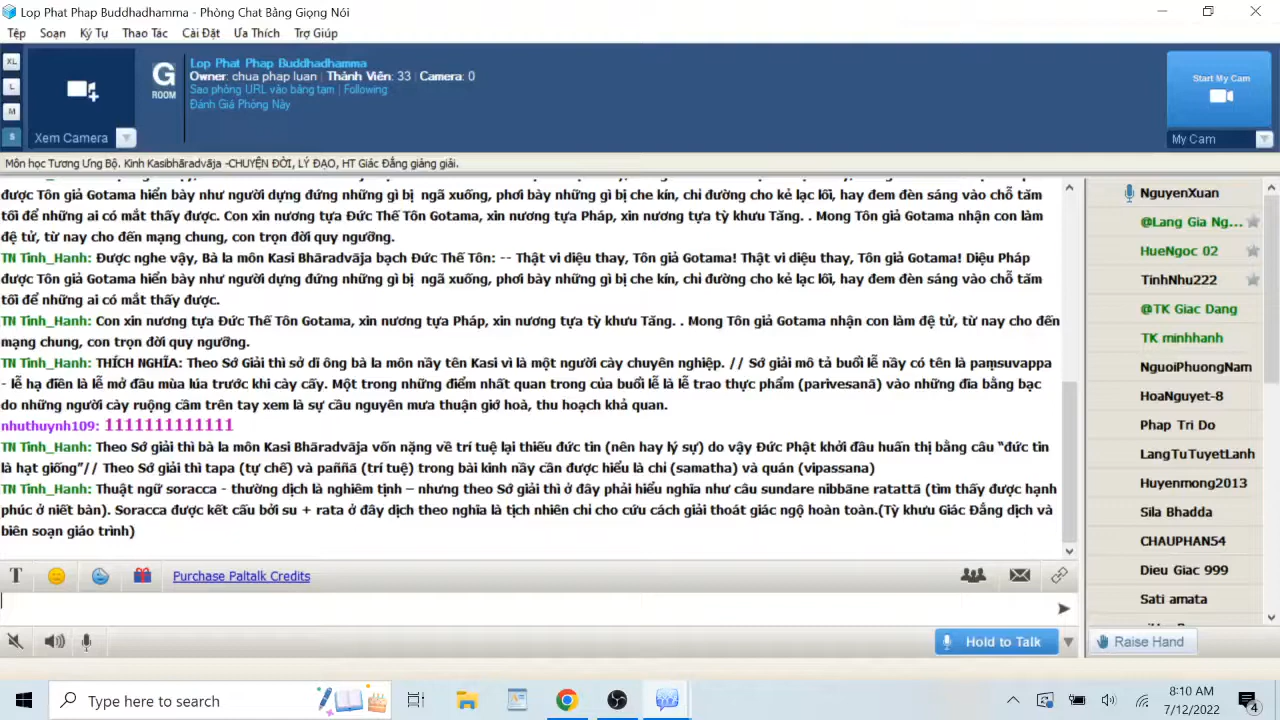 Lop Phat Phap Buddhadhamma - Phòng Chat Bằng Giọng Nói
Tệp Soạn Ký Tự Thao Tác Cài Đặt Ưa Thích Trợ Giúp
XL
L
M
S
Xem Camera
G
ROOM
Lop Phat Phap Buddhadhamma
Owner: chua phap luan | Thành Viên: 33 | Camera: 0
Sao phỏng URL vào bảng tạm | Following
Đánh Giá Phòng Này
Start My Cam
My Cam
Môn học Tương Ưng Bộ. Kinh Kasibhāradvāja -CHUYỆN ĐỜI, LÝ ĐẠO, HT Giác Đẳng giảng giải.
được Tôn giả Gotama hiển bày như người dựng đứng những gì bị ngã xuống, phơi bày những gì bị che kín, chỉ đường cho kẻ lạc lối, hay đem đèn sáng vào chỗ tăm
tối để những ai có mắt thấy được. Con xin nương tựa Đức Thế Tôn Gotama, xin nương tựa Pháp, xin nương tựa tỳ khưu Tăng. . Mong Tôn giả Gotama nhận con làm
đệ tử, từ nay cho đến mạng chung, con trọn đời quy ngưỡng.
TN Tinh_Hanh: Được nghe vậy, Bà la môn Kasi Bhāradvāja bạch Đức Thế Tôn: -- Thật vi diệu thay, Tôn giả Gotama! Thật vi diệu thay, Tôn giả Gotama! Diệu Pháp
được Tôn giả Gotama hiển bày như người dựng đứng những gì bị ngã xuống, phơi bày những gì bị che kín, chỉ đường cho kẻ lạc lối, hay đem đèn sáng vào chỗ tăm
tối để những ai có mắt thấy được.
TN Tinh_Hanh: Con xin nương tựa Đức Thế Tôn Gotama, xin nương tựa Pháp, xin nương tựa tỳ khưu Tăng. . Mong Tôn giả Gotama nhận con làm đệ tử, từ nay cho đến
mạng chung, con trọn đời quy ngưỡng.
TN Tinh_Hanh: THÍCH NGHĨA: Theo Sớ Giải thì sở dĩ ông bà la môn nầy tên Kasi vì là một người cày chuyên nghiệp. // Sớ giải mô tả buổi lễ nầy có tên là paṃsuvappa
- lễ hạ điền là lễ mở đầu mùa lúa trước khi cày cấy. Một trong những điểm nhất quan trong của buổi lễ là lễ trao thực phẩm (parivesanā) vào những đĩa bằng bạc
do những người cày ruộng cầm trên tay xem là sự cầu nguyên mưa thuận giớ hoà, thu hoạch khả quan.
nhuthuynh109: 1111111111111
TN Tinh_Hanh: Theo Sớ giải thì bà la môn Kasi Bhāradvāja vốn nặng về trí tuệ lại thiếu đức tin (nên hay lý sự) do vậy Đức Phật khởi đầu huấn thị bằng câu “đức tin
là hạt giống”// Theo Sớ giải thì tapa (tự chế) và paññā (trí tuệ) trong bài kinh nầy cần được hiểu là chỉ (samatha) và quán (vipassana)
TN Tinh_Hanh: Thuật ngữ soracca - thường dịch là nghiêm tịnh – nhưng theo Sớ giải thì ở đây phải hiểu nghĩa như câu sundare nibbāne ratattā (tìm thấy được hạnh
phúc ở niết bàn). Soracca được kết cấu bởi su + rata ở đây dịch theo nghĩa là tịch nhiên chỉ cho cứu cách giải thoát giác ngộ hoàn toàn.(Tỳ khưu Giác Đẳng dịch và
biên soạn giáo trình)
NguyenXuan
@Lang Gia Ng...
HueNgoc 02
TinhNhu222
@TK Giac Dang
TK minhhanh
NguoiPhuongNam
HoaNguyet-8
Phap Tri Do
LangTuTuyetLanh
Huyenmong2013
Sila Bhadda
CHAUPHAN54
Dieu Giac 999
Sati amata
T
Purchase Paltalk Credits
Hold to Talk
Raise Hand
Type here to search
8:10 AM
7/12/2022
4